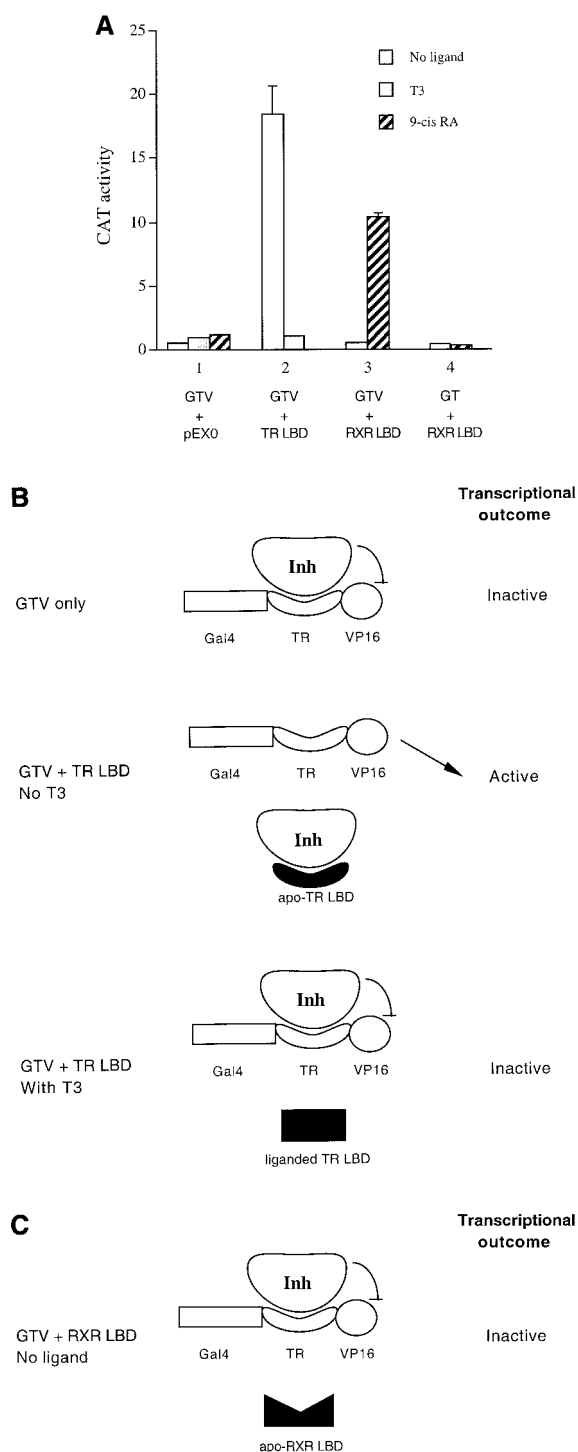 A
25
20
15
10
5
0
CAT activity
No ligand
T3
9-cis RA
1
2
3
4
GTV
+
pEX0
GTV
+
TR LBD
GTV
+
RXR LBD
GT
+
RXR LBD
B
Transcriptional
outcome
GTV only
Inh
Gal4
TR
VP16
Inactive
GTV + TR LBD
No T3
Gal4
TR
VP16
Active
Inh
apo-TR LBD
GTV + TR LBD
With T3
Inh
Gal4
TR
VP16
Inactive
liganded TR LBD
C
Transcriptional
outcome
GTV + RXR LBD
No ligand
Inh
Gal4
TR
VP16
Inactive
apo-RXR LBD